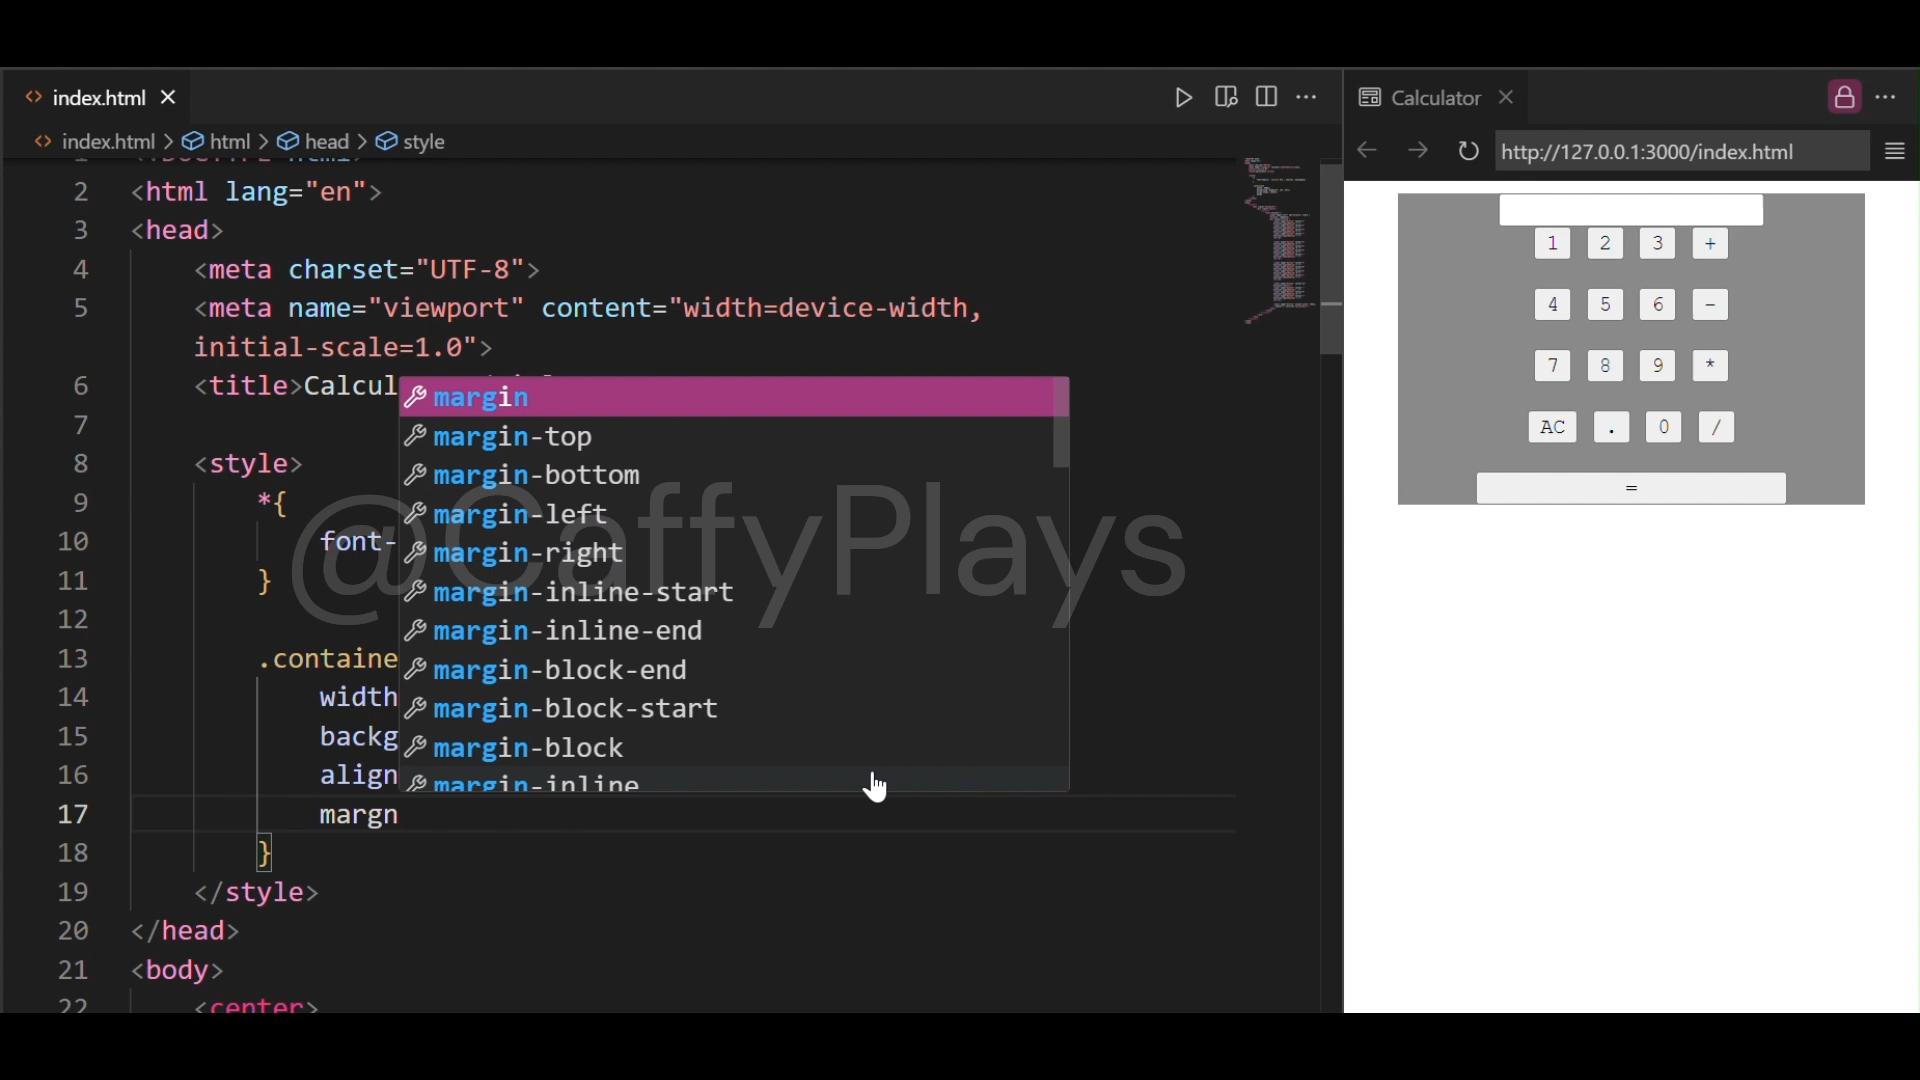 index.html
Calculator
index.html > html > head > style
http://127.0.0.1:3000/index.html
2 <html lang="en">
3 <head>
4 <meta charset="UTF-8">
5 <meta name="viewport" content="width=device-width,
initial-scale=1.0">
6 <title>Calcul
7
8 <style>
9 *{
10 font-
11 }
12
13 .containe
14 width
15 backg
16 align
17 margn
18 }
19 </style>
20 </head>
21 <body>
22 <center>
margin
margin-top
margin-bottom
margin-left
margin-right
margin-inline-start
margin-inline-end
margin-block-end
margin-block-start
margin-block
margin-inline
@CaffyPlays
1 2 3 +
4 5 6 -
7 8 9 *
AC . 0 /
=